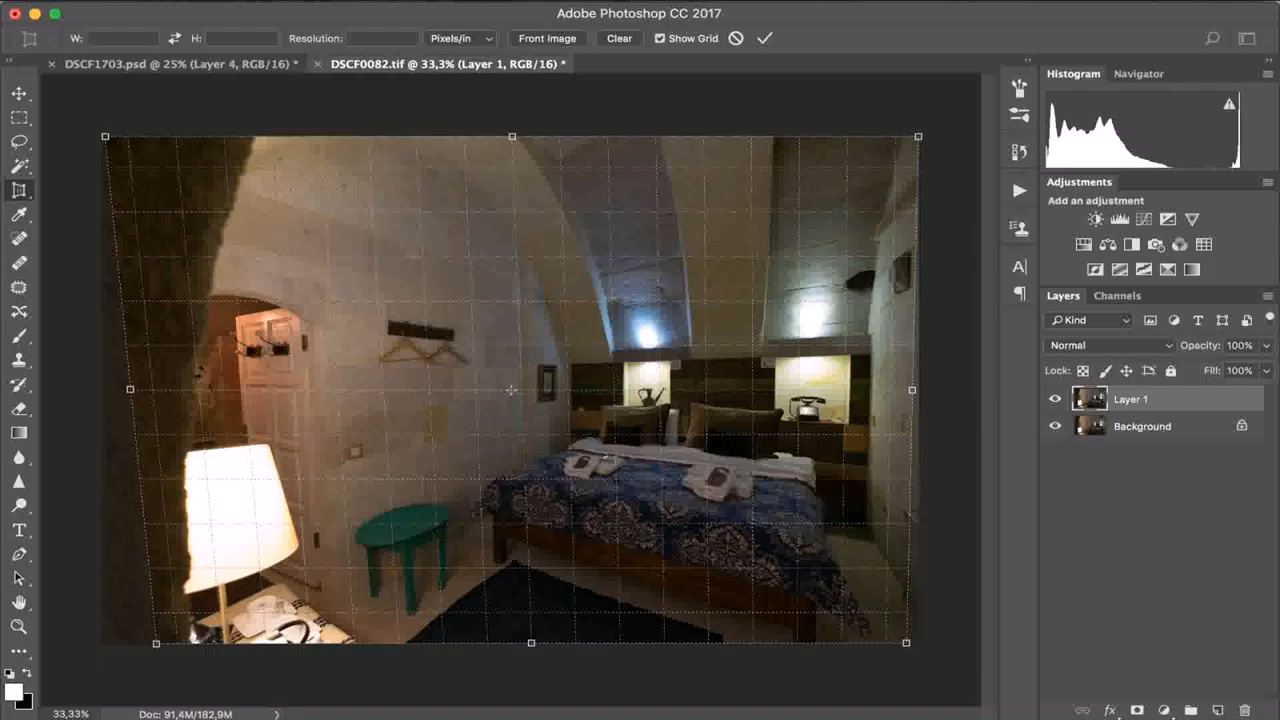 Adobe Photoshop CC 2017
W: H: Resolution: Pixels/in Front Image Clear Show Grid
DSCF1703.psd @ 25% (Layer 4, RGB/16) * DSCF0082.tif @ 33,3% (Layer 1, RGB/16) *
Histogram Navigator
Adjustments
Add an adjustment
Layers Channels
Kind
Normal Opacity: 100%
Lock: Fill: 100%
Layer 1
Background
33,33% Doc: 91,4M/182,9M